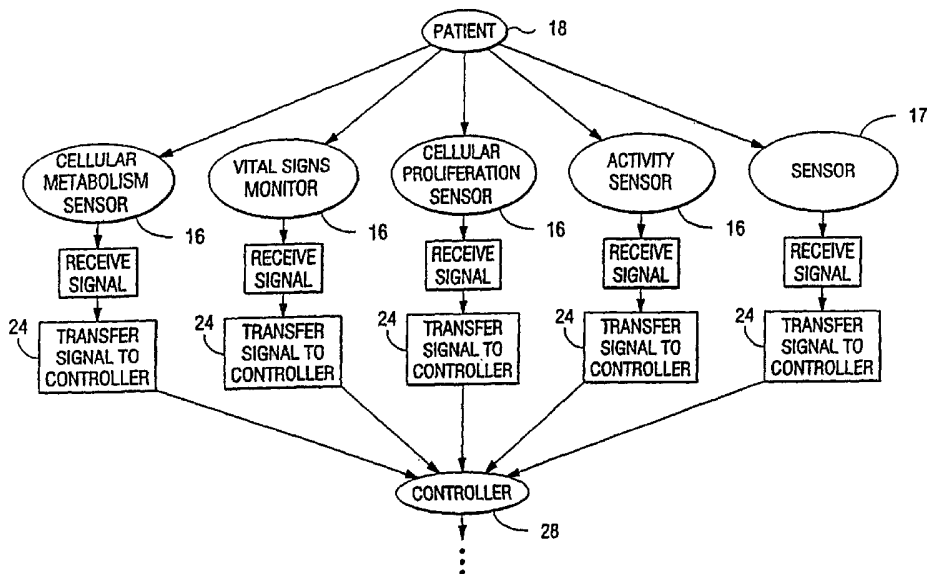 PATIENT
18
17
CELLULAR
METABOLISM
SENSOR
16
VITAL SIGNS
MONITOR
16
CELLULAR
PROLIFERATION
SENSOR
16
ACTIVITY
SENSOR
16
SENSOR
RECEIVE
SIGNAL
RECEIVE
SIGNAL
RECEIVE
SIGNAL
RECEIVE
SIGNAL
RECEIVE
SIGNAL
24
TRANSFER
SIGNAL TO
CONTROLLER
24
TRANSFER
SIGNAL TO
CONTROLLER
24
TRANSFER
SIGNAL TO
CONTROLLER
24
TRANSFER
SIGNAL TO
CONTROLLER
24
TRANSFER
SIGNAL TO
CONTROLLER
CONTROLLER
28